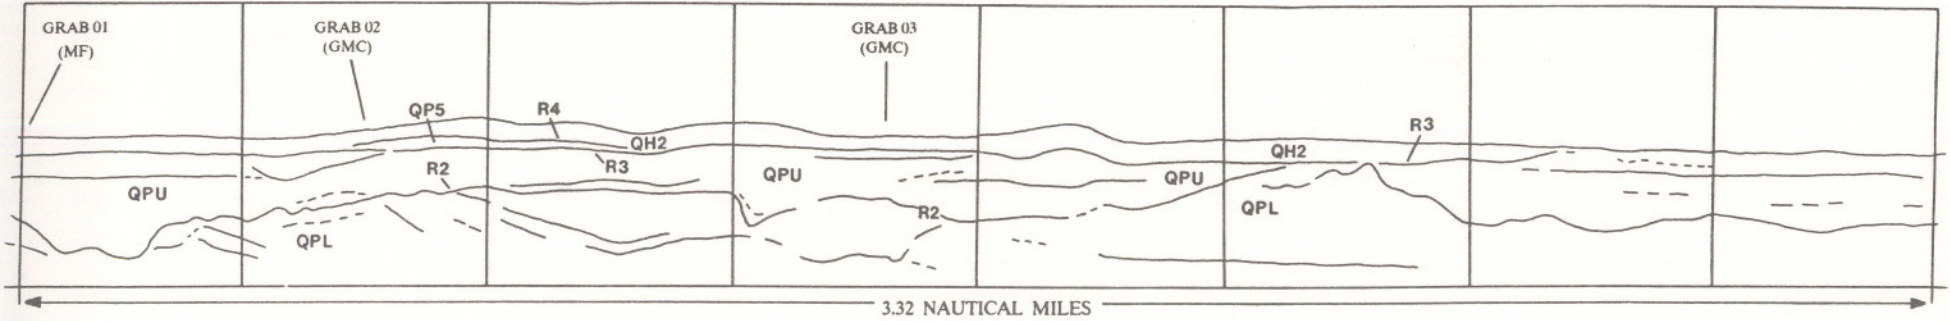 GRAB 01
(MF)
GRAB 02
(GMC)
GRAB 03
(GMC)
QP5
R4
QH2
R3
R2
QPU
QPL
QPU
R2
QPU
QH2
R3
QPL
3.32 NAUTICAL MILES